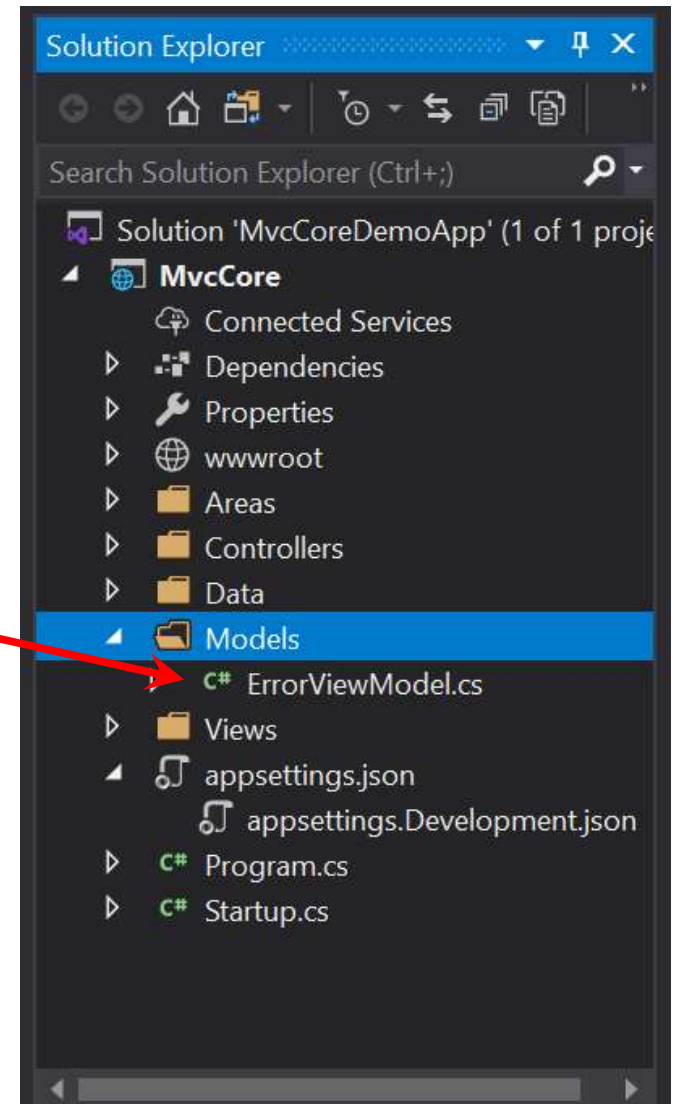 Solution Explorer
Search Solution Explorer (Ctrl+;)
Solution 'MvcCoreDemoApp' (1 of 1 proje
MvcCore
Connected Services
Dependencies
Properties
wwwroot
Areas
Controllers
Data
Models
C# ErrorViewModel.cs
Views
appsettings.json
appsettings.Development.json
C# Program.cs
C# Startup.cs